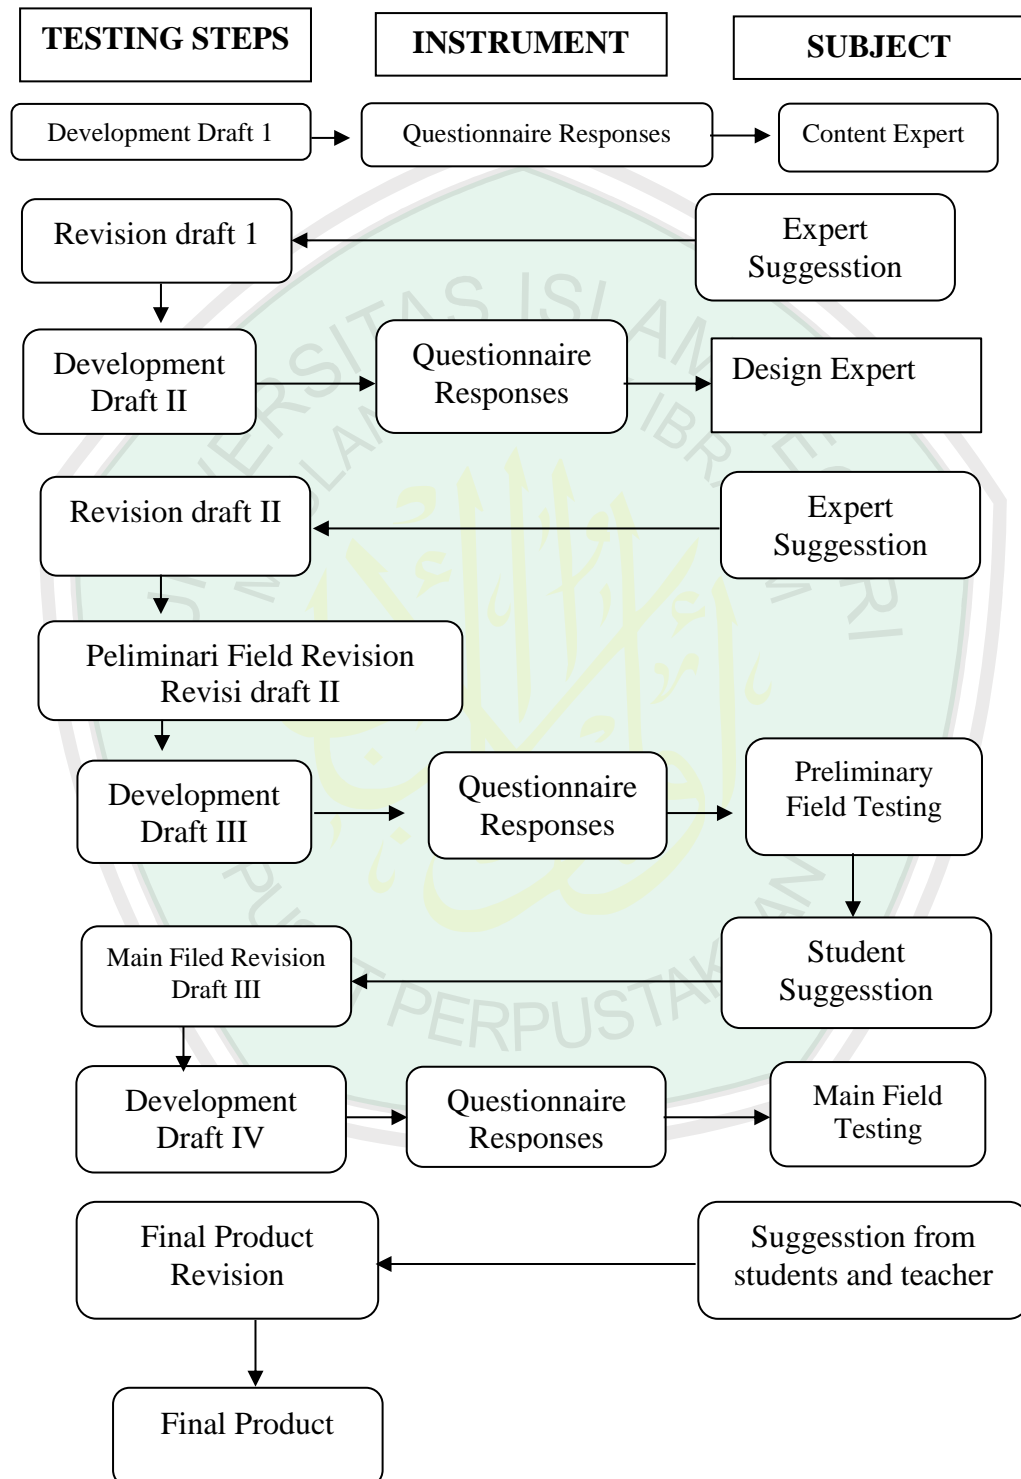 TESTING STEPS
INSTRUMENT
SUBJECT
Development Draft 1
Questionnaire Responses
Content Expert
Revision draft 1
Expert
Suggesstion
Development
Draft II
Questionnaire
Responses
Design Expert
Revision draft II
Expert
Suggesstion
Peliminari Field Revision
Revisi draft II
Development
Draft III
Questionnaire
Responses
Preliminary
Field Testing
Student
Suggesstion
Main Filed Revision
Draft III
Development
Draft IV
Questionnaire
Responses
Main Field
Testing
Final Product
Revision
Suggesstion from
students and teacher
Final Product